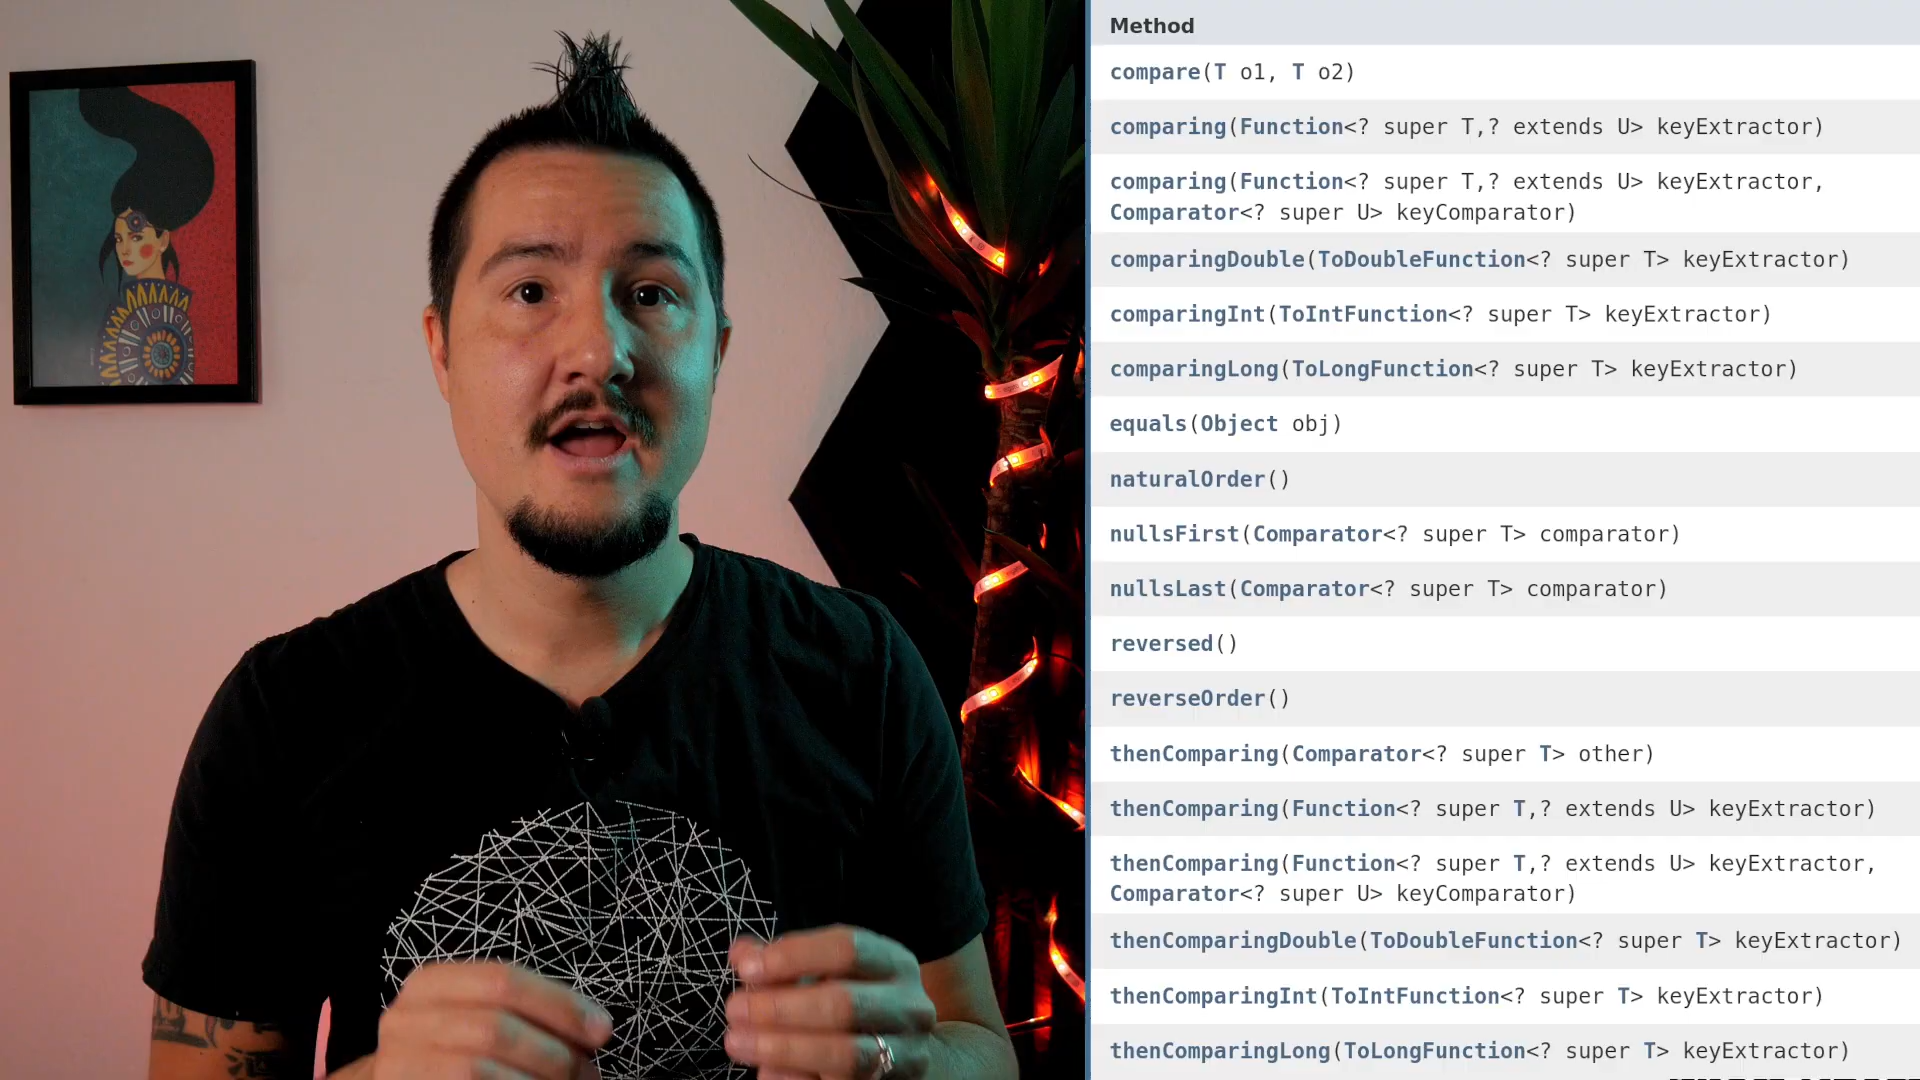 Method
compare(T o1, T o2)
comparing(Function<? super T,? extends U> keyExtractor)
comparing(Function<? super T,? extends U> keyExtractor,
Comparator<? super U> keyComparator)
comparingDouble(ToDoubleFunction<? super T> keyExtractor)
comparingInt(ToIntFunction<? super T> keyExtractor)
comparingLong(ToLongFunction<? super T> keyExtractor)
equals(Object obj)
naturalOrder()
nullsFirst(Comparator<? super T> comparator)
nullsLast(Comparator<? super T> comparator)
reversed()
reverseOrder()
thenComparing(Comparator<? super T> other)
thenComparing(Function<? super T,? extends U> keyExtractor)
thenComparing(Function<? super T,? extends U> keyExtractor,
Comparator<? super U> keyComparator)
thenComparingDouble(ToDoubleFunction<? super T> keyExtractor)
thenComparingInt(ToIntFunction<? super T> keyExtractor)
thenComparingLong(ToLongFunction<? super T> keyExtractor)